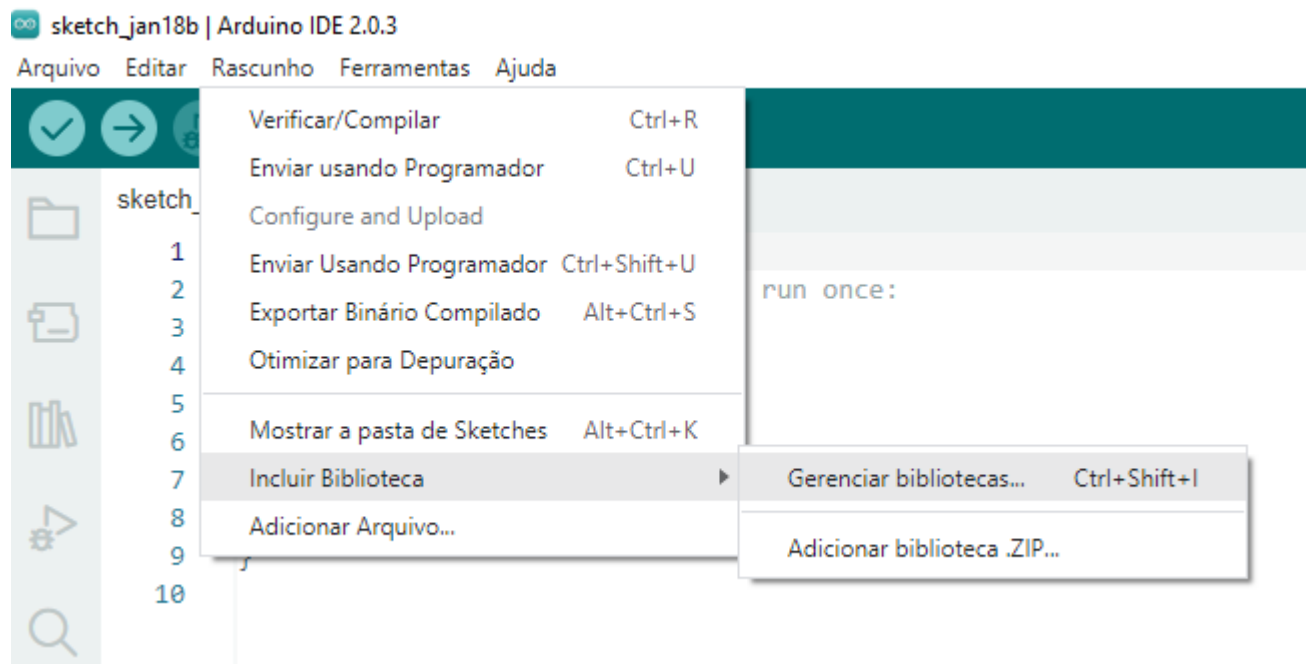 sketch_jan18b | Arduino IDE 2.0.3
Arquivo Editar Rascunho Ferramentas Ajuda
Verificar/Compilar Ctrl+R
Enviar usando Programador Ctrl+U
sketch_ Configure and Upload
1
Enviar Usando Programador Ctrl+Shift+U
2 run once:
3 Exportar Binário Compilado Alt+Ctrl+S
4 Otimizar para Depuração
5
6 Mostrar a pasta de Sketches Alt+Ctrl+K
7 Incluir Biblioteca Gerenciar bibliotecas... Ctrl+Shift+I
8 Adicionar Arquivo...
9 }
Adicionar biblioteca .ZIP...
10